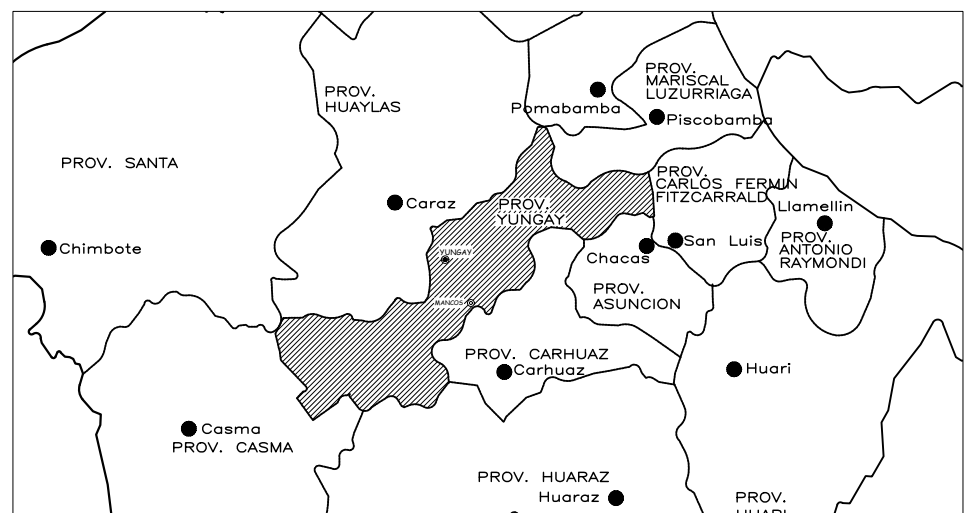 PROV.
MARISCAL
LUZURRIAGA
PROV.
HUAYLAS
Pomabamba
Piscobamba
PROV. SANTA
PROV.
CARLOS FERMIN
FITZCARRALD
Caraz
PROV.
YUNGAY
Llamellin
Chimbote
YUNGAY
Chacas
San Luis
PROV.
ANTONIO
RAYMONDI
PROV.
ASUNCION
MANCOS
PROV. CARHUAZ
Carhuaz
Huari
Casma
PROV. CASMA
PROV. HUARAZ
Huaraz
PROV.
HUARI